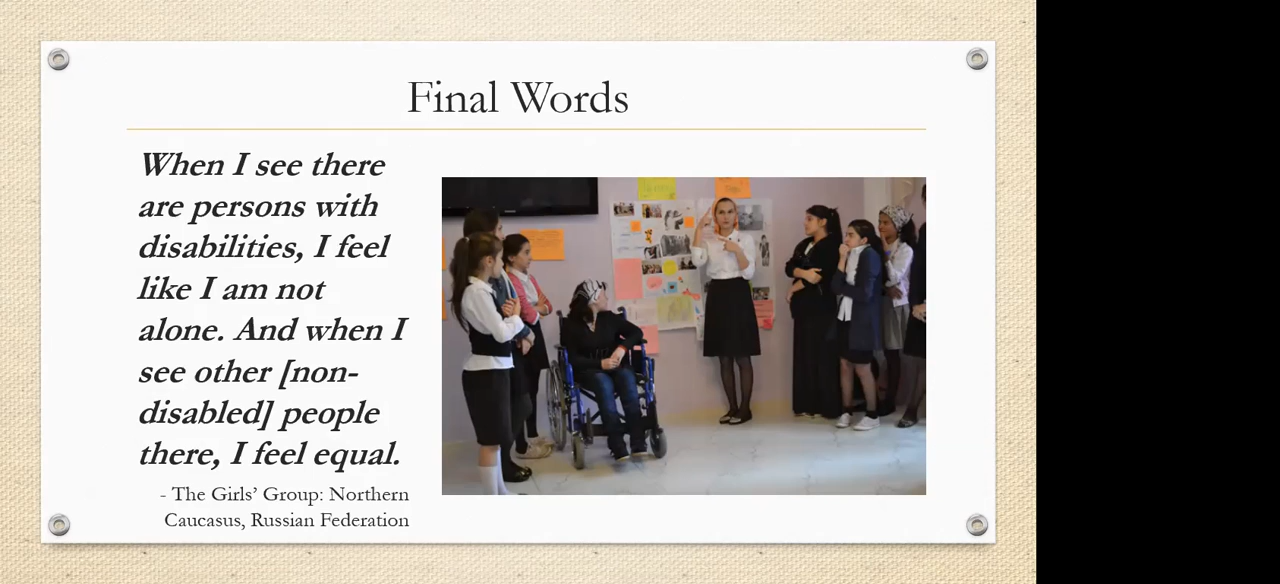 Final Words
When I see there
are persons with
disabilities, I feel
like I am not
alone. And when I
see other [non-
disabled] people
there, I feel equal.
- The Girls’ Group: Northern
Caucasus, Russian Federation